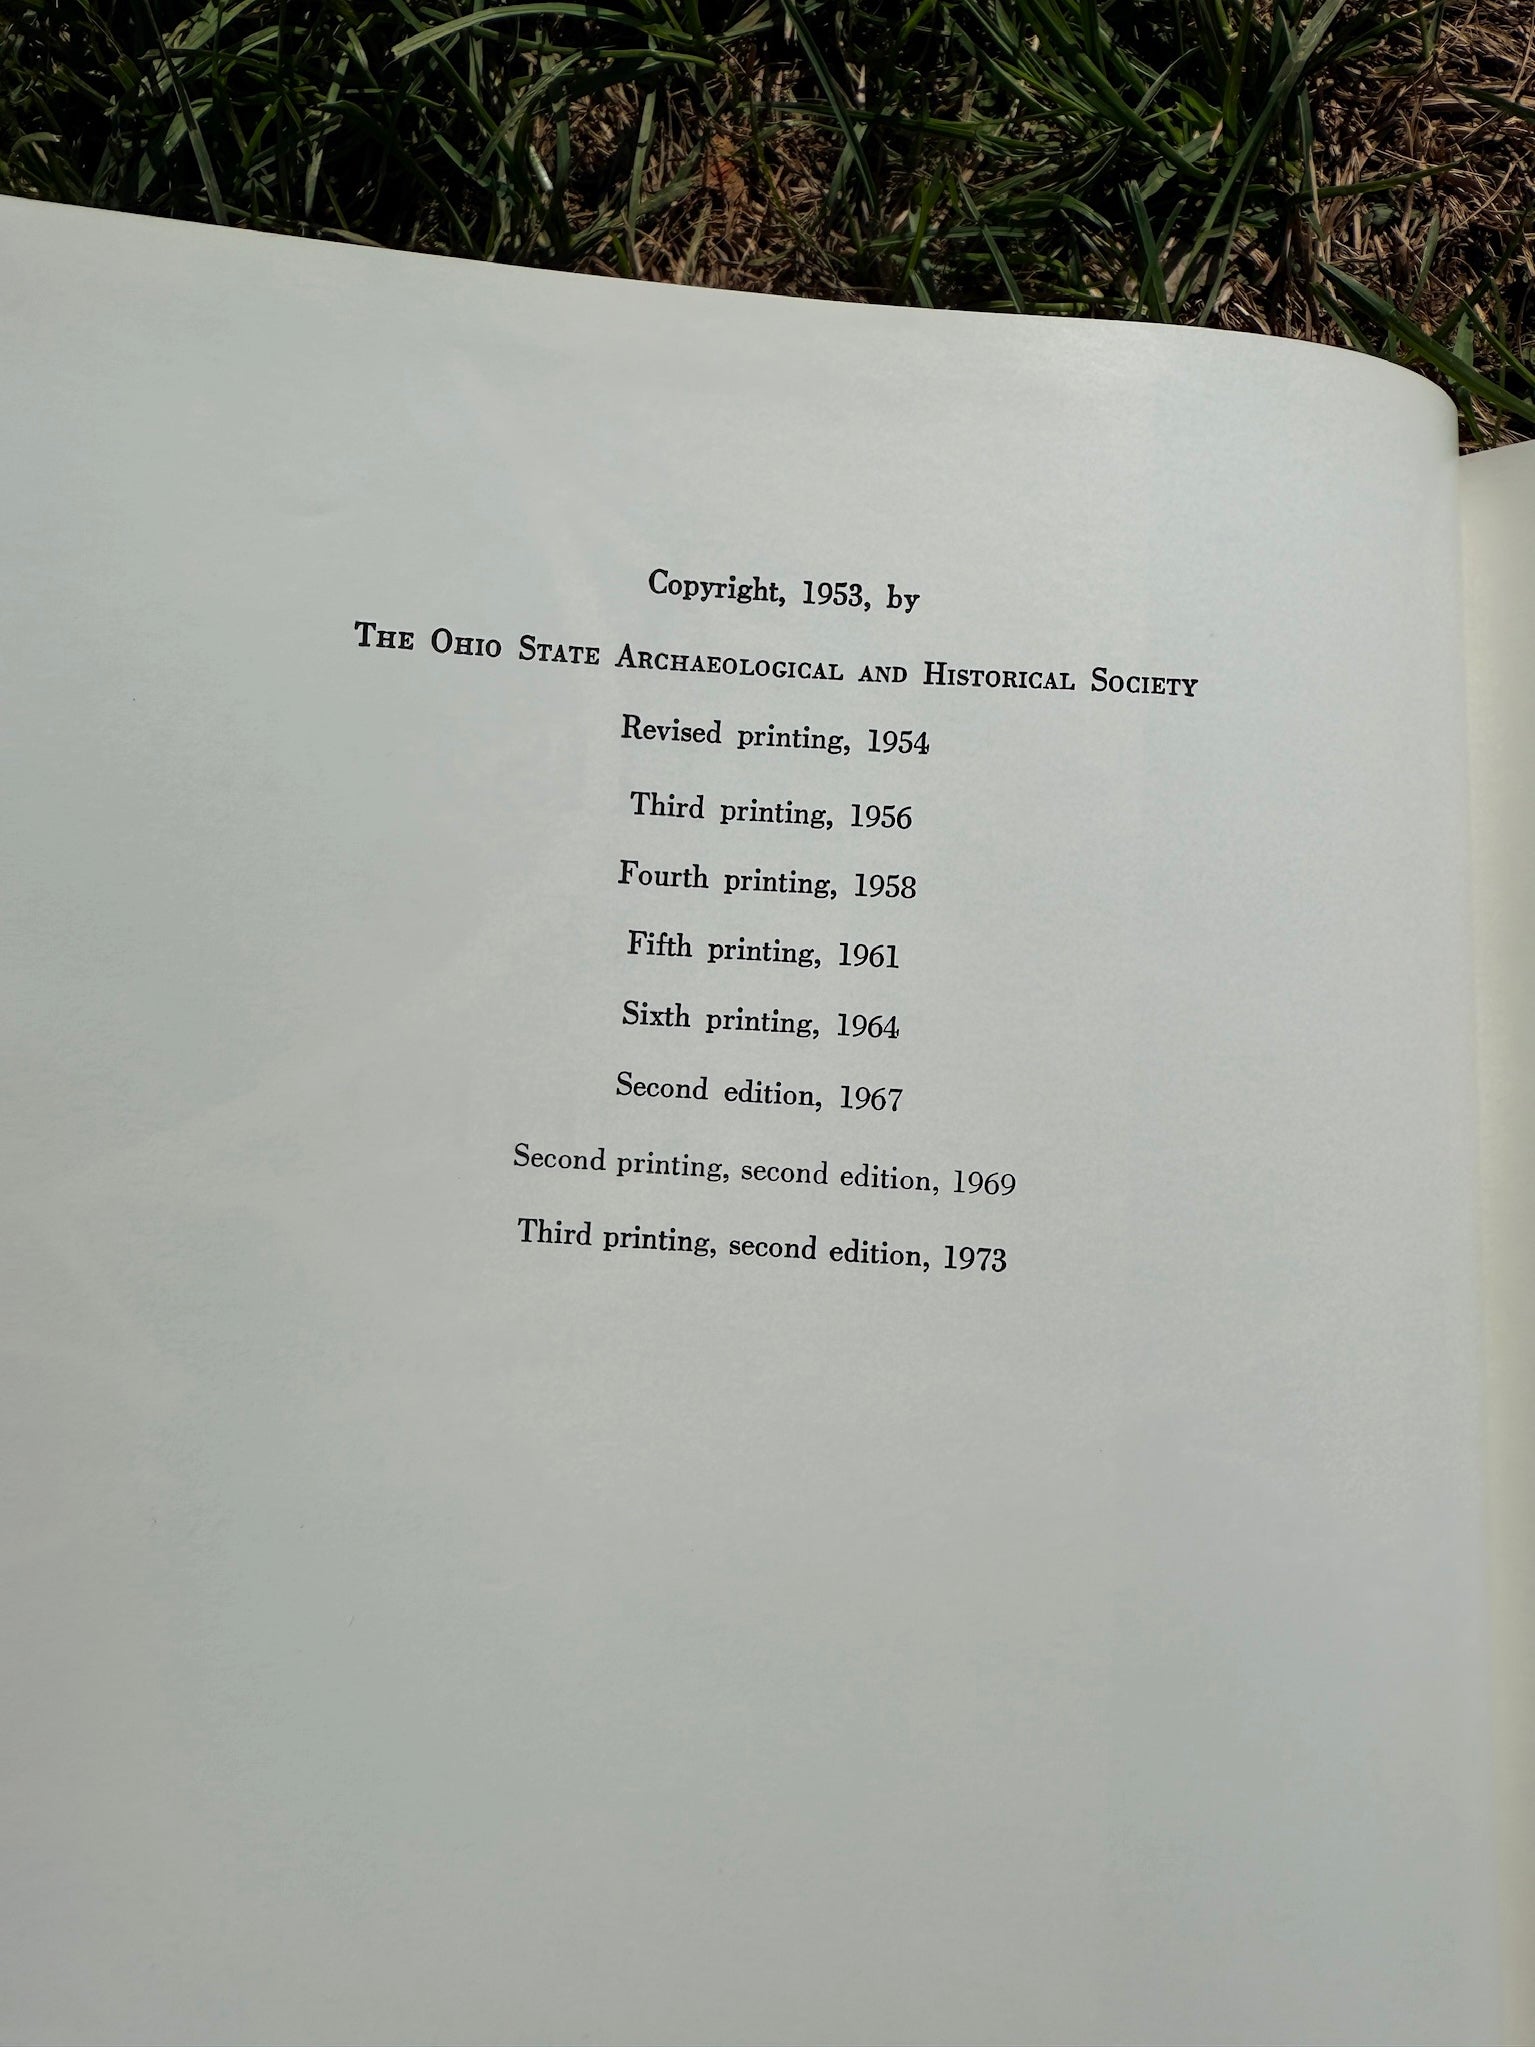 Copyright, 1953, by
THE OHIO STATE ARCHAEOLOGICAL AND HISTORICAL SOCIETY
Revised printing, 1954
Third printing, 1956
Fourth printing, 1958
Fifth printing, 1961
Sixth printing, 1964
Second edition, 1967
Second printing, second edition, 1969
Third printing, second edition, 1973